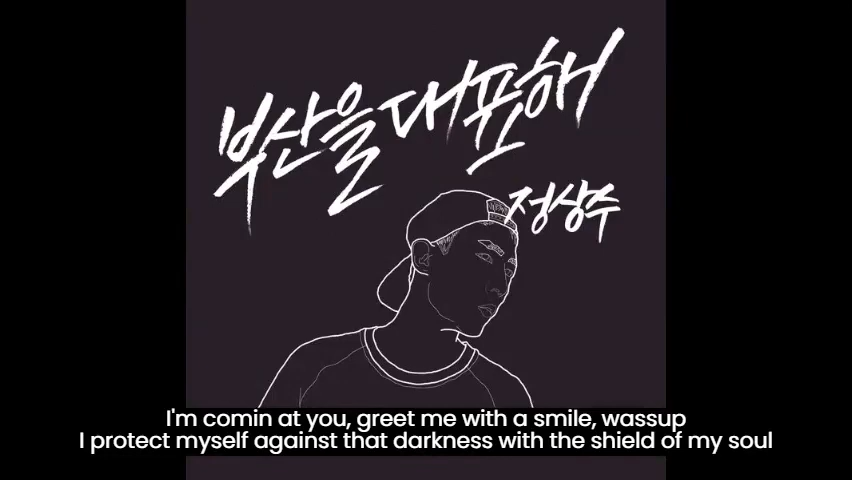 부산을대표해
정상수
I'm comin at you, greet me with a smile, wassup
I protect myself against that darkness with the shield of my soul